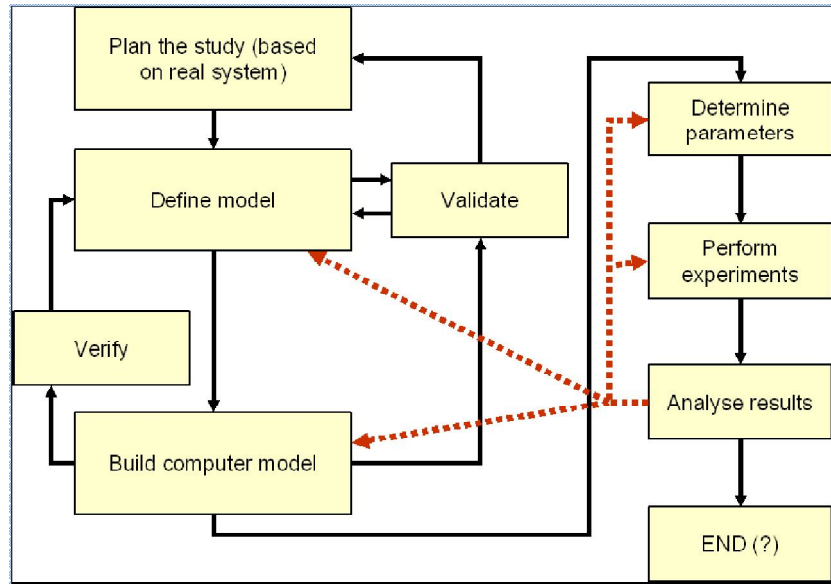 Plan the study (based
on real system)
Define model
Validate
Verify
Build computer model
Determine
parameters
Perform
experiments
Analyse results
END (?)